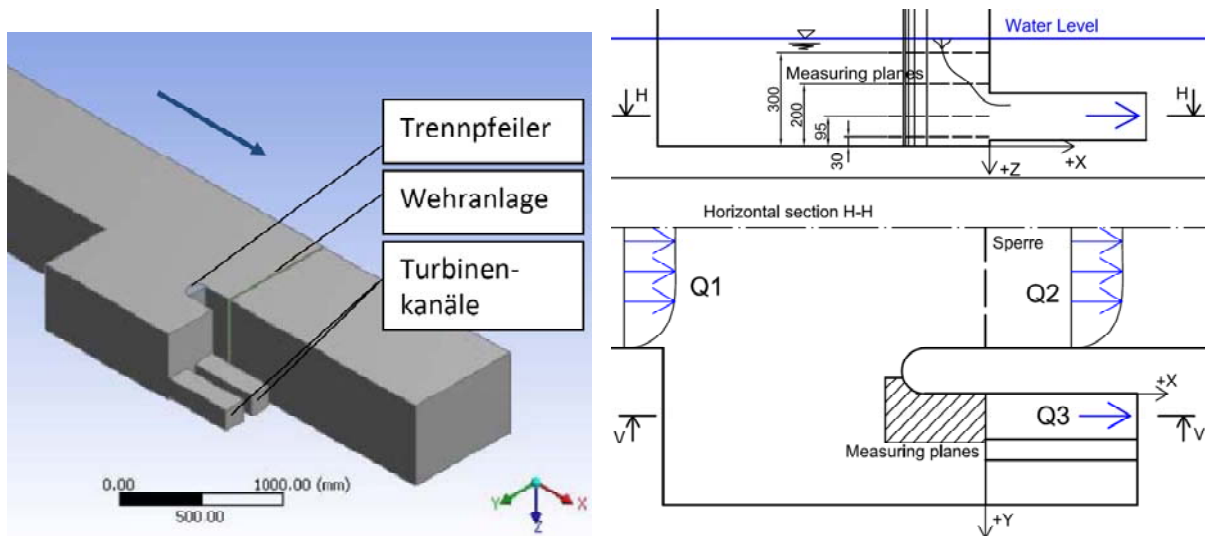 Trennpfeiler
Wehranlage
Turbinen-
kanäle
0.00
1000.00 (mm)
500.00
Y
X
Z
Water Level
Measuring planes
300
200
95
30
H
H
+X
+Z
Horizontal section H-H
Sperre
Q1
Q2
+X
Q3
V
V
Measuring planes
+Y